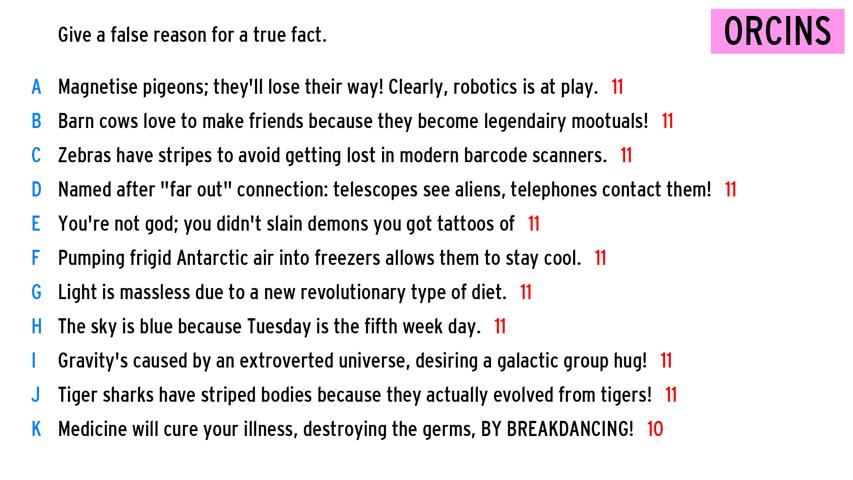 Give a false reason for a true fact.
ORCINS
A Magnetise pigeons; they'll lose their way! Clearly, robotics is at play. 11
B Barn cows love to make friends because they become legendairy mootuals! 11
C Zebras have stripes to avoid getting lost in modern barcode scanners. 11
D Named after "far out" connection: telescopes see aliens, telephones contact them! 11
E You're not god; you didn't slain demons you got tattoos of 11
F Pumping frigid Antarctic air into freezers allows them to stay cool. 11
G Light is massless due to a new revolutionary type of diet. 11
H The sky is blue because Tuesday is the fifth week day. 11
I Gravity's caused by an extroverted universe, desiring a galactic group hug! 11
J Tiger sharks have striped bodies because they actually evolved from tigers! 11
K Medicine will cure your illness, destroying the germs, BY BREAKDANCING! 10